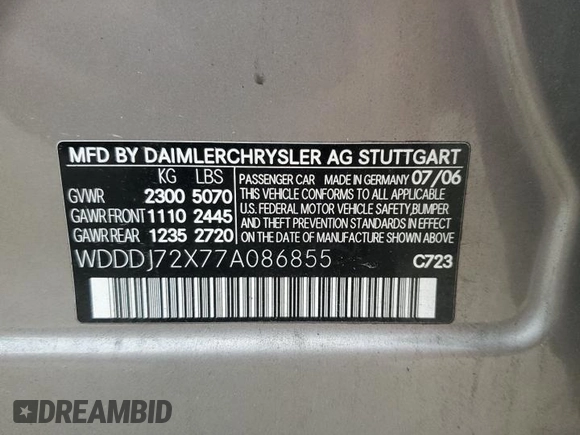 MFD BY DAIMLERCHRYSLER AG STUTTGART
KG LBS
GVWR 2300 5070
GAWR FRONT 1110 2445
GAWR REAR 1235 2720
PASSENGER CAR MADE IN GERMANY 07/06
THIS VEHICLE CONFORMS TO ALL APPLICABLE
U.S. FEDERAL MOTOR VEHICLE SAFETY, BUMPER
AND THEFT PREVENTION STANDARDS IN EFFECT
ON THE DATE OF MANUFACTURE SHOWN ABOVE.
WDDDJ72X77A086855 C723
DREAMBID